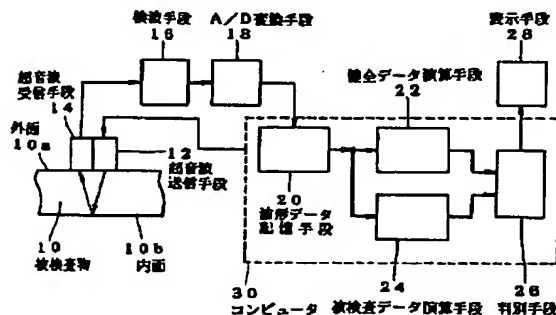 検波手段
16
A/D変換手段
18
表示手段
28
超音波
受信手段
14
健全データ演算手段
22
外面
10a
12
超音波
送信手段
20
波形データ
記憶手段
10
被検査物
10b
内面
30
コンピュータ
24
被検査データ演算手段
26
判別手段